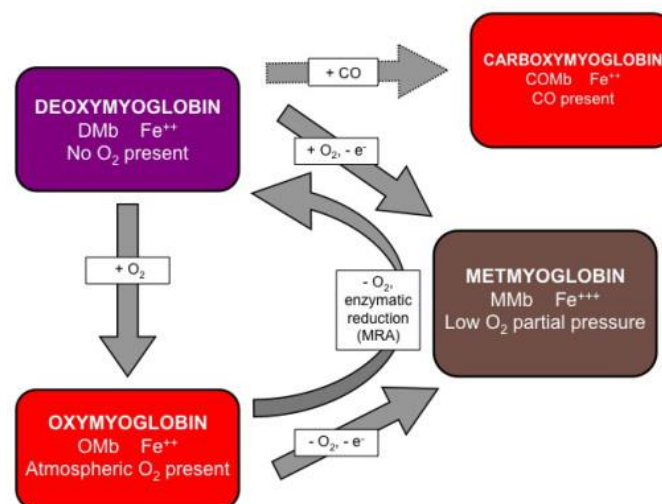 + CO
CARBOXYMYOGLOBIN
COMb Fe⁺⁺
CO present
DEOXYMYOGLOBIN
DMb Fe⁺⁺
No O₂ present
+ O₂, - e⁻
+ O₂
- O₂,
enzymatic
reduction
(MRA)
METMYOGLOBIN
MMb Fe⁺⁺⁺
Low O₂ partial pressure
OXYMYOGLOBIN
OMb Fe⁺⁺
Atmospheric O₂ present
- O₂, - e⁻